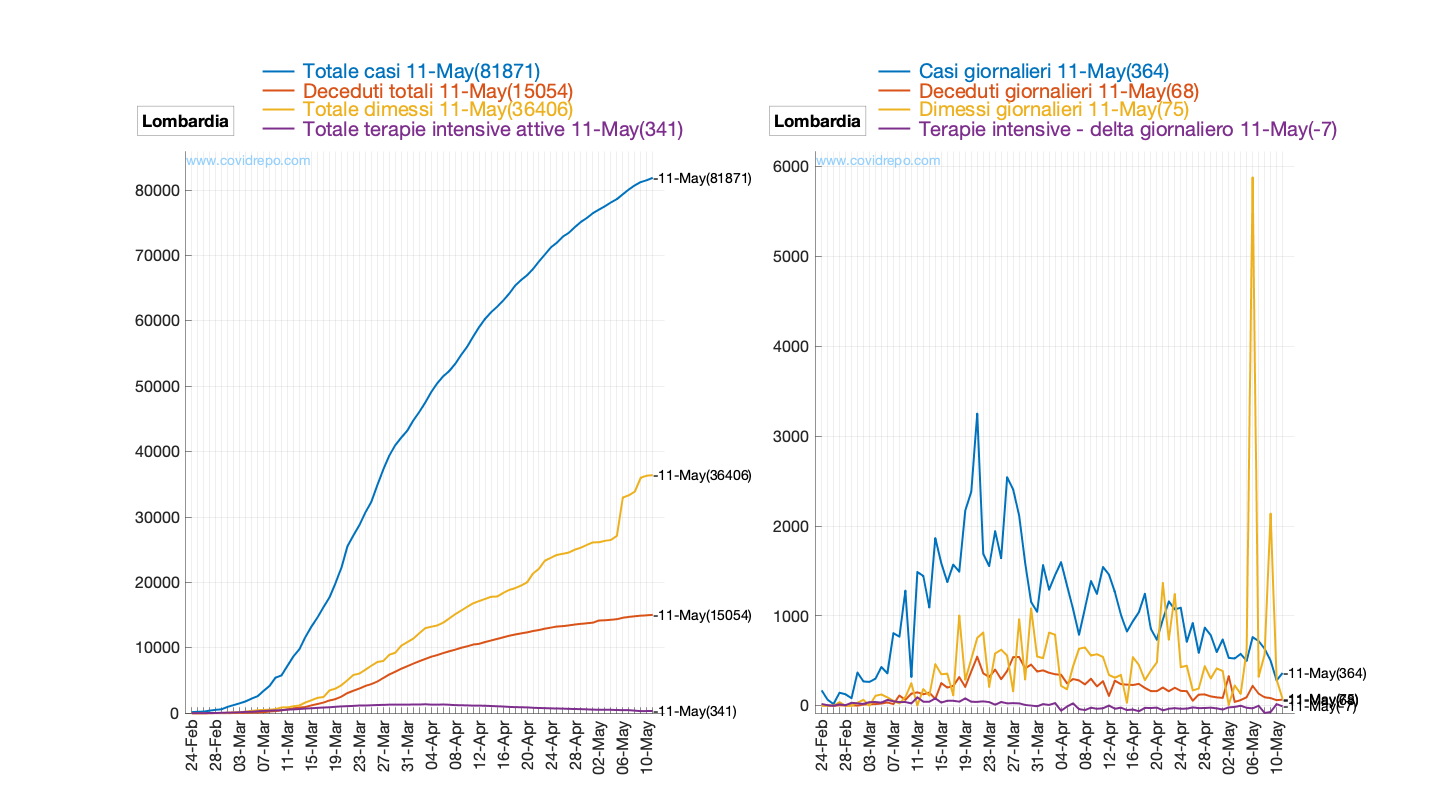 Totale casi 11-May(81871)
Deceduti totali 11-May(15054)
Totale dimessi 11-May(36406)
Totale terapie intensive attive 11-May(341)
Lombardia
www.covidrepo.com
80000
70000
60000
50000
40000
30000
20000
10000
0
-11-May(81871)
-11-May(36406)
-11-May(15054)
-11-May(341)
24-Feb
28-Feb
03-Mar
07-Mar
11-Mar
15-Mar
19-Mar
23-Mar
27-Mar
31-Mar
04-Apr
08-Apr
12-Apr
16-Apr
20-Apr
24-Apr
28-Apr
02-May
06-May
10-May
Casi giornalieri 11-May(364)
Deceduti giornalieri 11-May(68)
Dimessi giornalieri 11-May(75)
Terapie intensive - delta giornaliero 11-May(-7)
Lombardia
www.covidrepo.com
6000
5000
4000
3000
2000
1000
0
-11-May(364)
-11-May(-7)
24-Feb
28-Feb
03-Mar
07-Mar
11-Mar
15-Mar
19-Mar
23-Mar
27-Mar
31-Mar
04-Apr
08-Apr
12-Apr
16-Apr
20-Apr
24-Apr
28-Apr
02-May
06-May
10-May